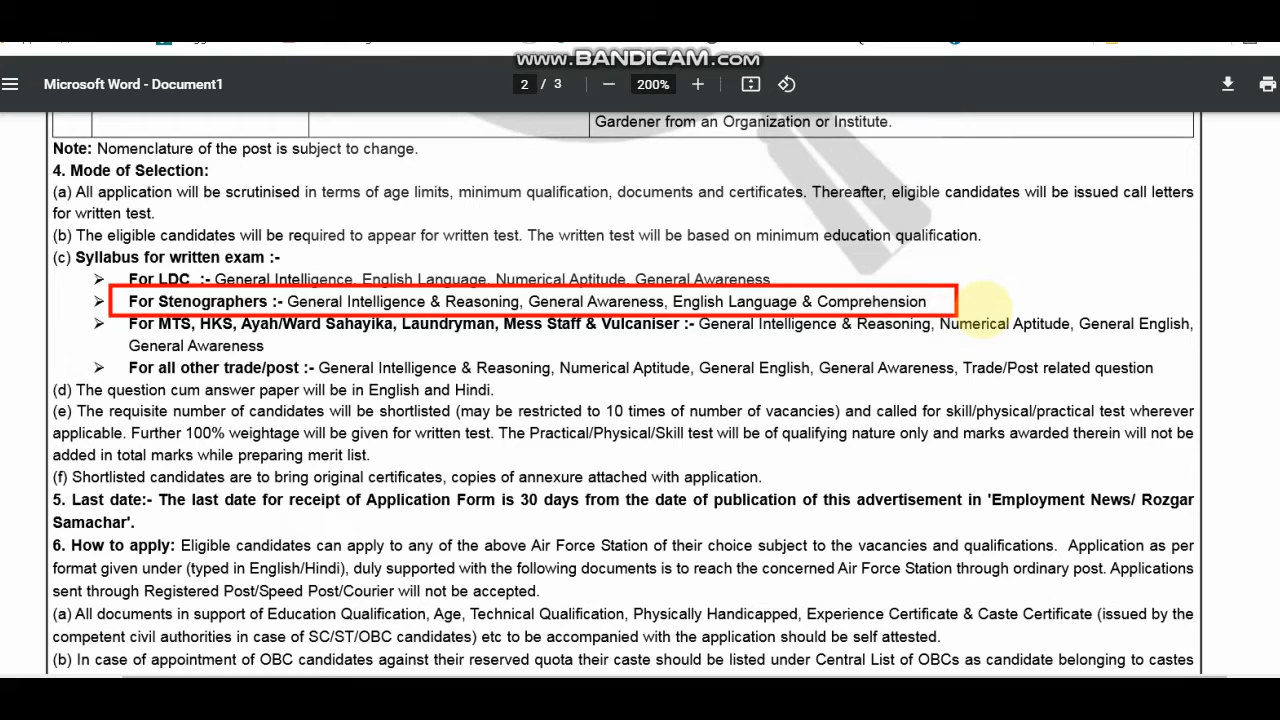 www.BANDICAM.com
Microsoft Word - Document1
2 / 3
200%
Gardener from an Organization or Institute.
Note: Nomenclature of the post is subject to change.
4. Mode of Selection:
(a) All application will be scrutinised in terms of age limits, minimum qualification, documents and certificates. Thereafter, eligible candidates will be issued call letters
for written test.
(b) The eligible candidates will be required to appear for written test. The written test will be based on minimum education qualification.
(c) Syllabus for written exam :-
➢ For LDC :- General Intelligence, English Language, Numerical Aptitude, General Awareness
➢ For Stenographers :- General Intelligence & Reasoning, General Awareness, English Language & Comprehension
➢ For MTS, HKS, Ayah/Ward Sahayika, Laundryman, Mess Staff & Vulcaniser :- General Intelligence & Reasoning, Numerical Aptitude, General English,
General Awareness
➢ For all other trade/post :- General Intelligence & Reasoning, Numerical Aptitude, General English, General Awareness, Trade/Post related question
(d) The question cum answer paper will be in English and Hindi.
(e) The requisite number of candidates will be shortlisted (may be restricted to 10 times of number of vacancies) and called for skill/physical/practical test wherever
applicable. Further 100% weightage will be given for written test. The Practical/Physical/Skill test will be of qualifying nature only and marks awarded therein will not be
added in total marks while preparing merit list.
(f) Shortlisted candidates are to bring original certificates, copies of annexure attached with application.
5. Last date:- The last date for receipt of Application Form is 30 days from the date of publication of this advertisement in 'Employment News/ Rozgar
Samachar'.
6. How to apply: Eligible candidates can apply to any of the above Air Force Station of their choice subject to the vacancies and qualifications. Application as per
format given under (typed in English/Hindi), duly supported with the following documents is to reach the concerned Air Force Station through ordinary post. Applications
sent through Registered Post/Speed Post/Courier will not be accepted.
(a) All documents in support of Education Qualification, Age, Technical Qualification, Physically Handicapped, Experience Certificate & Caste Certificate (issued by the
competent civil authorities in case of SC/ST/OBC candidates) etc to be accompanied with the application should be self attested.
(b) In case of appointment of OBC candidates against their reserved quota their caste should be listed under Central List of OBCs as candidate belonging to castes